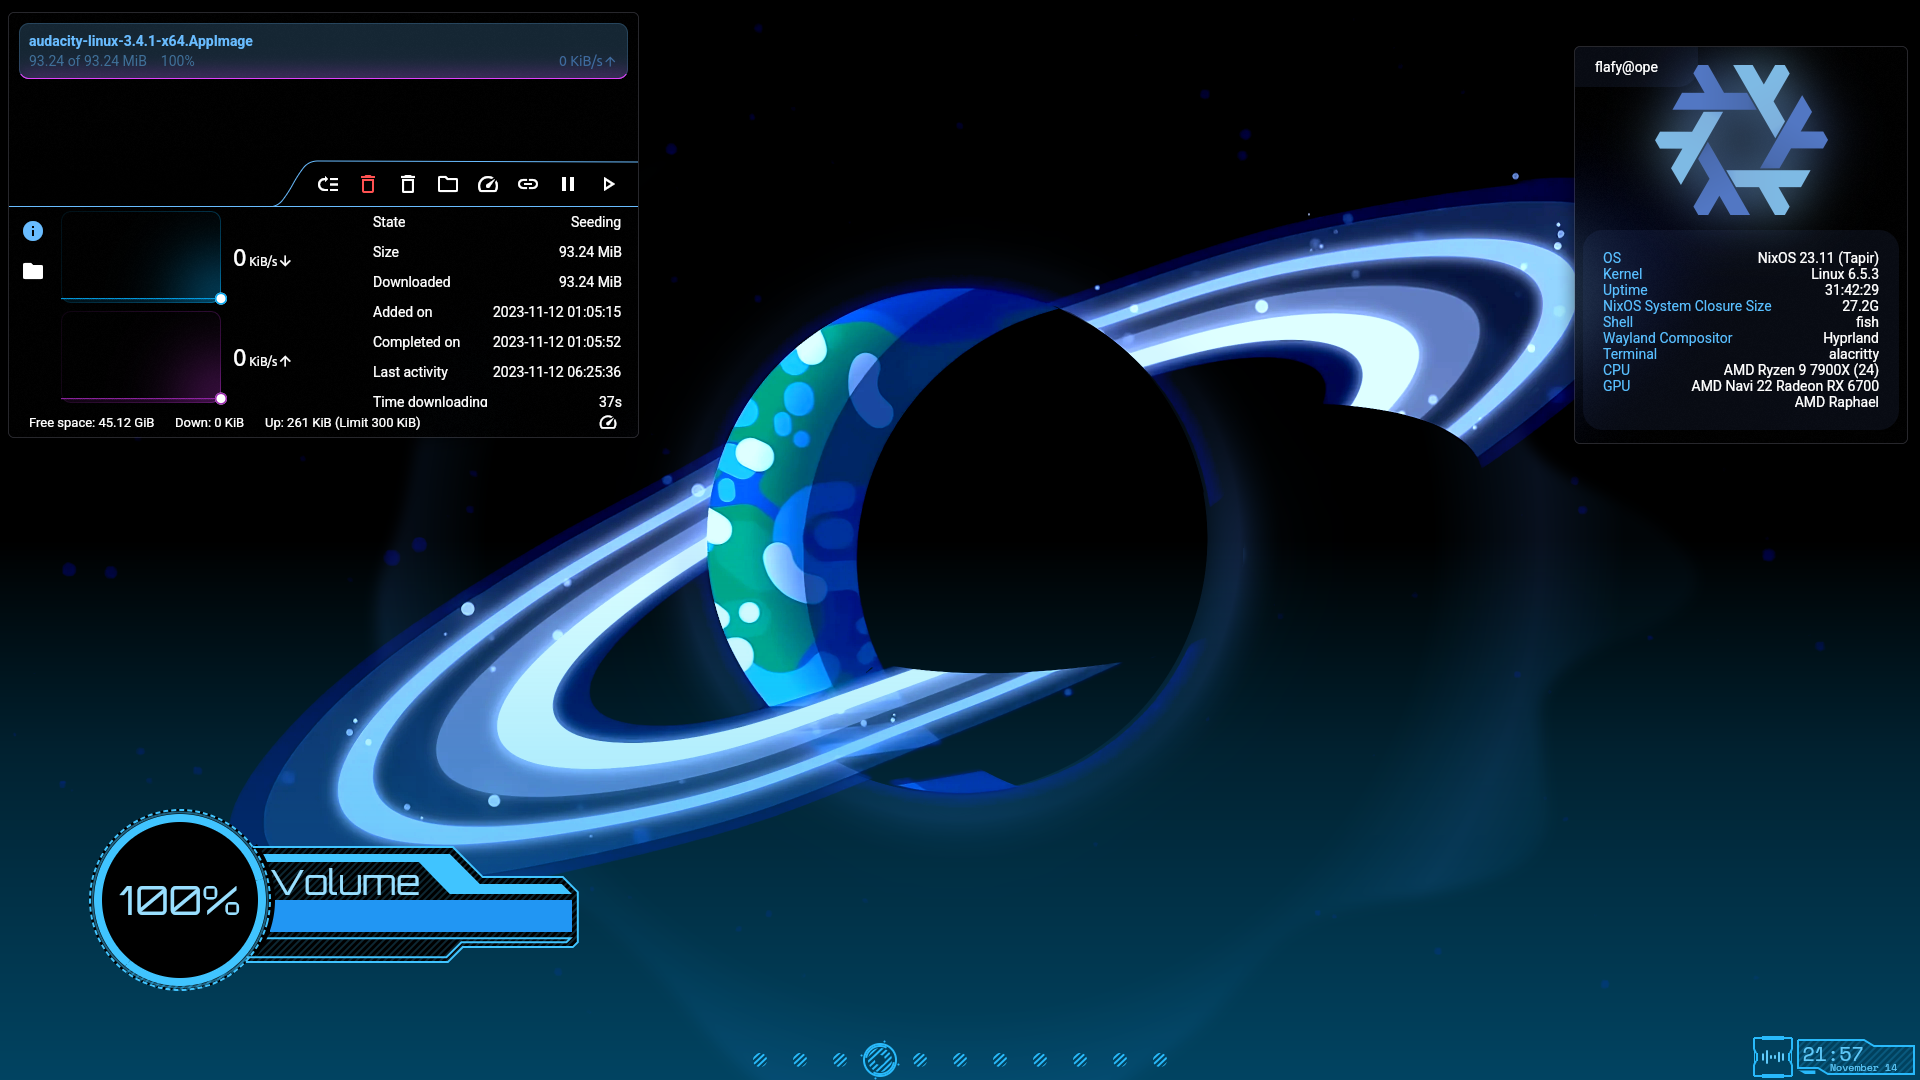 audacity-linux-3.4.1-x64.AppImage
93.24 of 93.24 MiB 100% 0 KiB/s
0 KiB/s
0 KiB/s
State Seeding
Size 93.24 MiB
Downloaded 93.24 MiB
Added on 2023-11-12 01:05:15
Completed on 2023-11-12 01:05:52
Last activity 2023-11-12 06:25:36
Time downloading 37s
Free space: 45.12 GiB Down: 0 KiB Up: 261 KiB (Limit 300 KiB)
flafy@ope
OS NixOS 23.11 (Tapir)
Kernel Linux 6.5.3
Uptime 31:42:29
NixOS System Closure Size 27.2G
Shell fish
Wayland Compositor Hyprland
Terminal alacritty
CPU AMD Ryzen 9 7900X (24)
GPU AMD Navi 22 Radeon RX 6700
AMD Raphael
100%
Volume
21:57
November 14